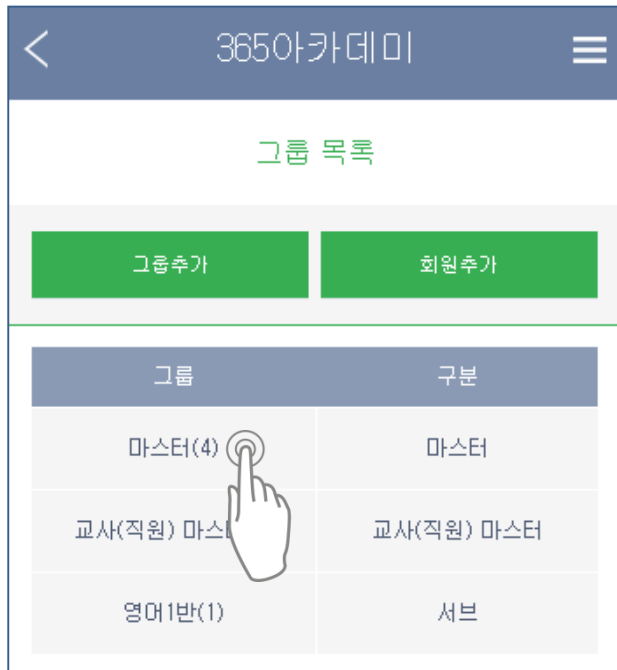 365아카데미
그룹 목록
그룹추가 회원추가
그룹 구분
마스터(4) 마스터
교사(직원) 마스 교사(직원) 마스터
영어1반(1) 서브